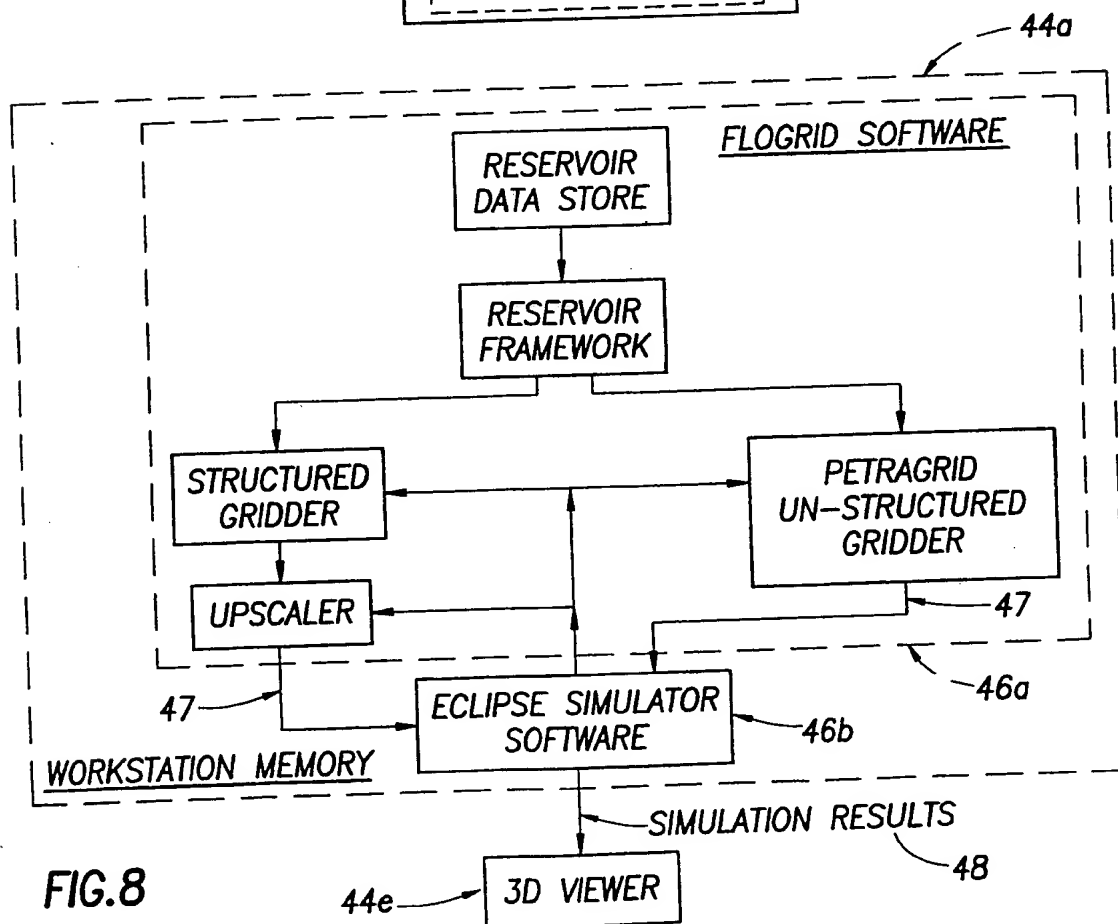 44a
FLOGRID SOFTWARE
RESERVOIR
DATA STORE
RESERVOIR
FRAMEWORK
STRUCTURED
GRIDDER
PETRAGRID
UN-STRUCTURED
GRIDDER
UPSCALER
47
46a
47
ECLIPSE SIMULATOR
SOFTWARE
46b
WORKSTATION MEMORY
SIMULATION RESULTS
48
FIG.8
44e
3D VIEWER